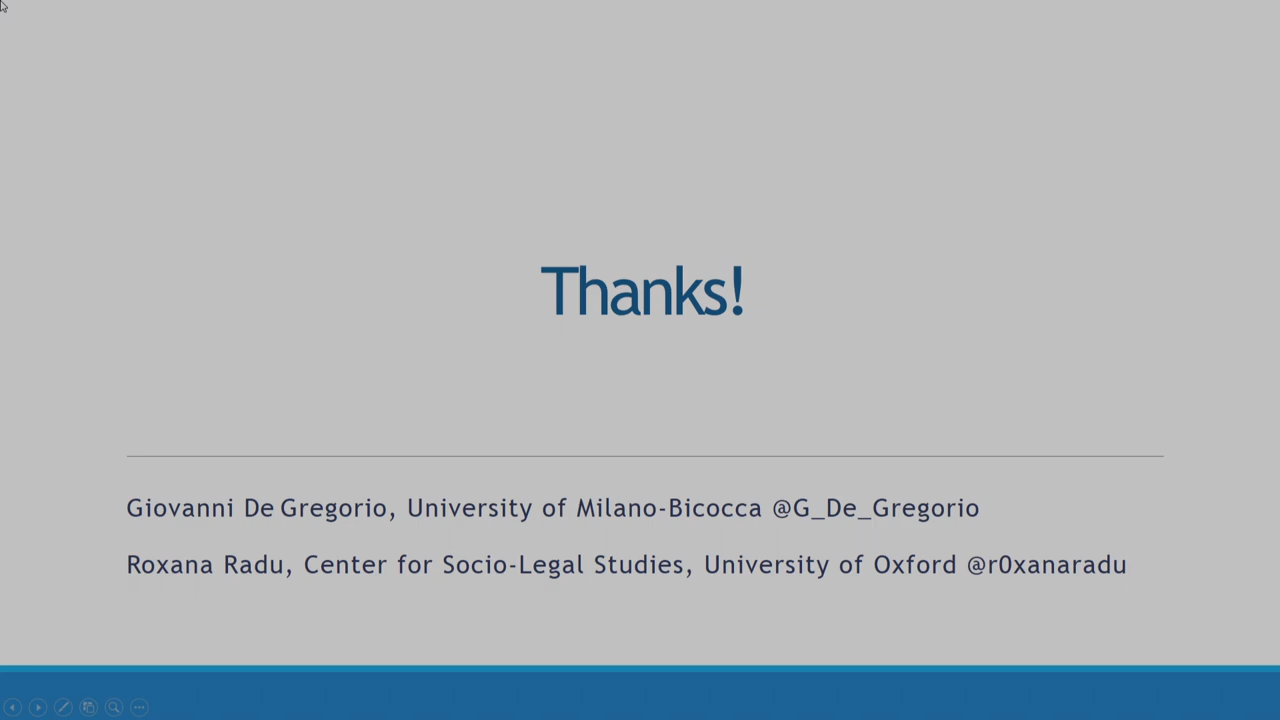 Thanks!
Giovanni De Gregorio, University of Milano-Bicocca @G_De_Gregorio
Roxana Radu, Center for Socio-Legal Studies, University of Oxford @r0xanaradu